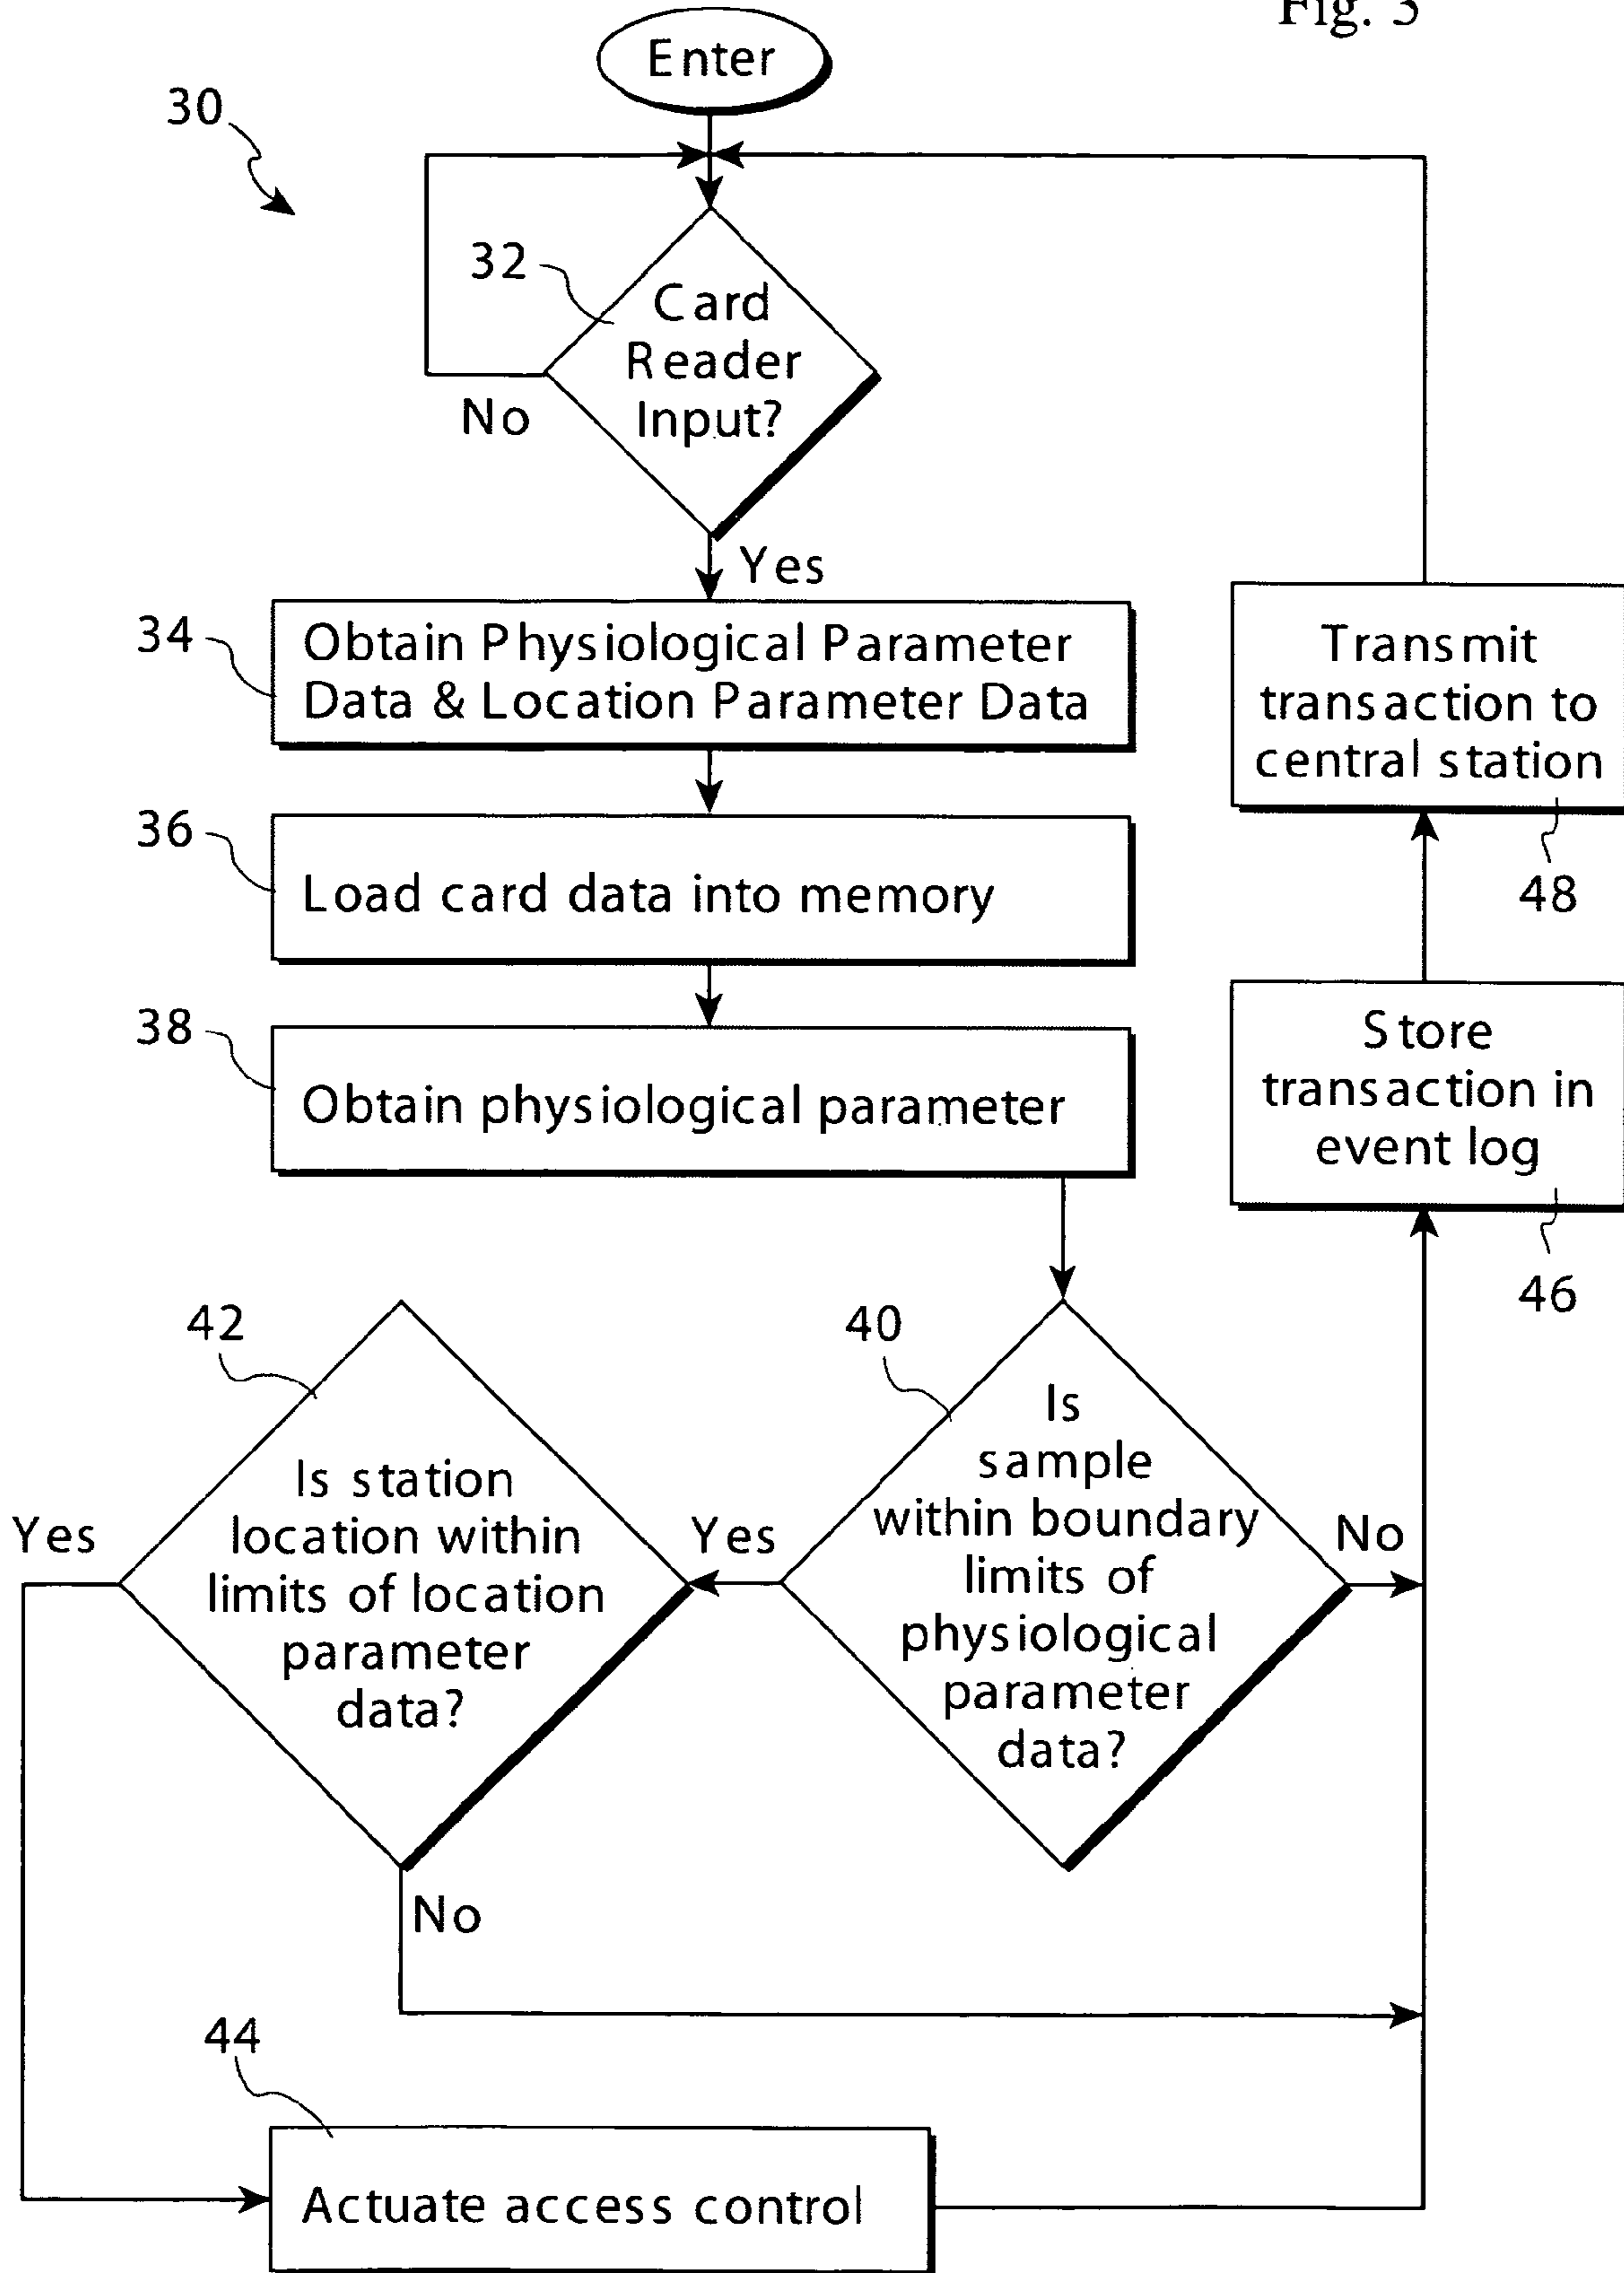 Fig. 3
Enter
30
32
Card
Reader
Input?
No
Yes
34
Obtain Physiological Parameter
Data & Location Parameter Data
36
Load card data into memory
38
Obtain physiological parameter
Transmit
transaction to
central station
48
Store
transaction in
event log
46
40
Is
sample
within boundary
limits of
physiological
parameter
data?
No
Yes
42
Is station
location within
limits of location
parameter
data?
Yes
No
44
Actuate access control